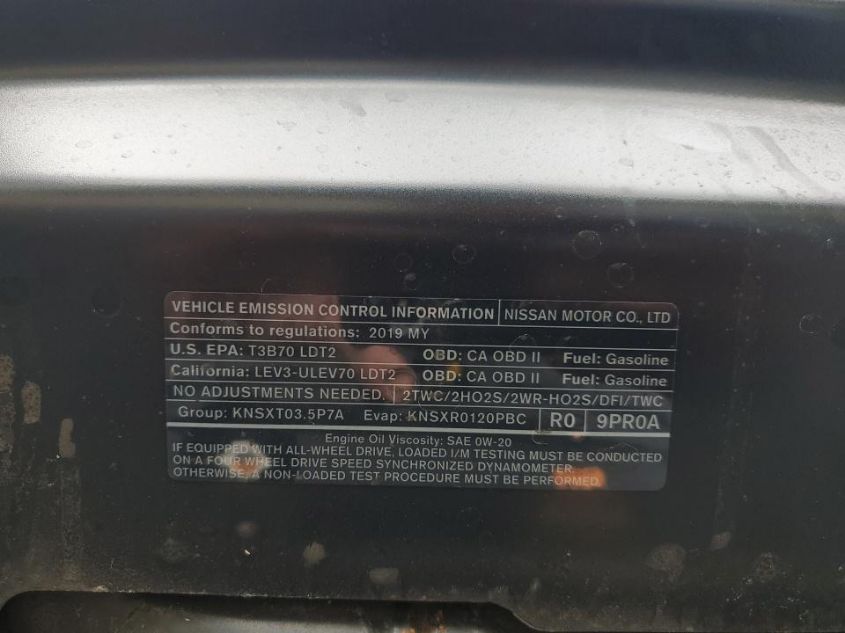 VEHICLE EMISSION CONTROL INFORMATION NISSAN MOTOR CO., LTD
Conforms to regulations: 2019 MY
U.S. EPA: T3B70 LDT2 OBD: CA OBD II Fuel: Gasoline
California: LEV3-ULEV70 LDT2 OBD: CA OBD II Fuel: Gasoline
NO ADJUSTMENTS NEEDED. 2TWC/2HO2S/2WR-HO2S/DFI/TWC
Group: KNSXT03.5P7A Evap: KNSXR0120PBC R0 9PR0A
Engine Oil Viscosity: SAE 0W-20
IF EQUIPPED WITH ALL-WHEEL DRIVE, LOADED I/M TESTING MUST BE CONDUCTED
ON A FOUR WHEEL DRIVE SPEED SYNCHRONIZED DYNAMOMETER.
OTHERWISE, A NON-LOADED TEST PROCEDURE MUST BE PERFORMED.